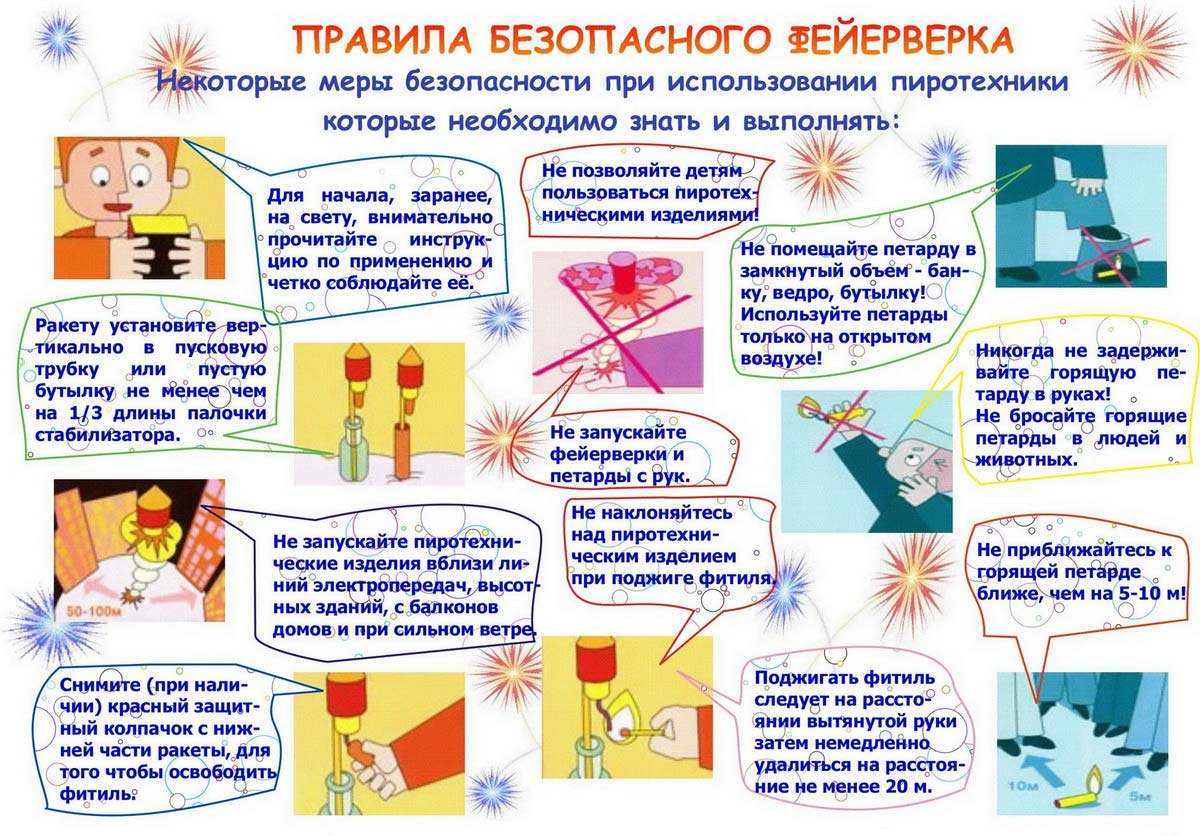 ПРАВИЛА БЕЗОПАСНОГО ФЕЙЕРВЕРКА
Некоторые меры безопасности при использовании пиротехники
которые необходимо знать и выполнять:
Для начала, заранее,
на свету, внимательно
прочитайте инструк-
цию по применению и
четко соблюдайте её.
Не позволяйте детям
пользоваться пиротех-
ническими изделиями!
Не помещайте петарду в
замкнутый объем - бан-
ку, ведро, бутылку!
Используйте петарды
только на открытом
воздухе!
Ракету установите вер-
тикально в пусковую
трубку или пустую
бутылку не менее чем
на 1/3 длины палочки
стабилизатора.
Не запускайте
фейерверки и
петарды с рук.
Никогда не задержи-
вайте горящую пе-
тарду в руках!
Не бросайте горящие
петарды в людей и
животных.
50-100м
Не запускайте пиротехни-
ческие изделия вблизи ли-
ний электропередач, высот-
ных зданий, с балконов
домов и при сильном ветре.
Не наклоняйтесь
над пиротехни-
ческим изделием
при поджиге фитиля.
Не приближайтесь к
горящей петарде
ближе, чем на 5-10 м!
Снимите (при нали-
чии) красный защит-
ный колпачок с ниж-
ней части ракеты, для
того чтобы освободить
фитиль.
Поджигать фитиль
следует на рассто-
янии вытянутой руки
затем немедленно
удалиться на расстоя-
ние не менее 20 м.
10м
5м